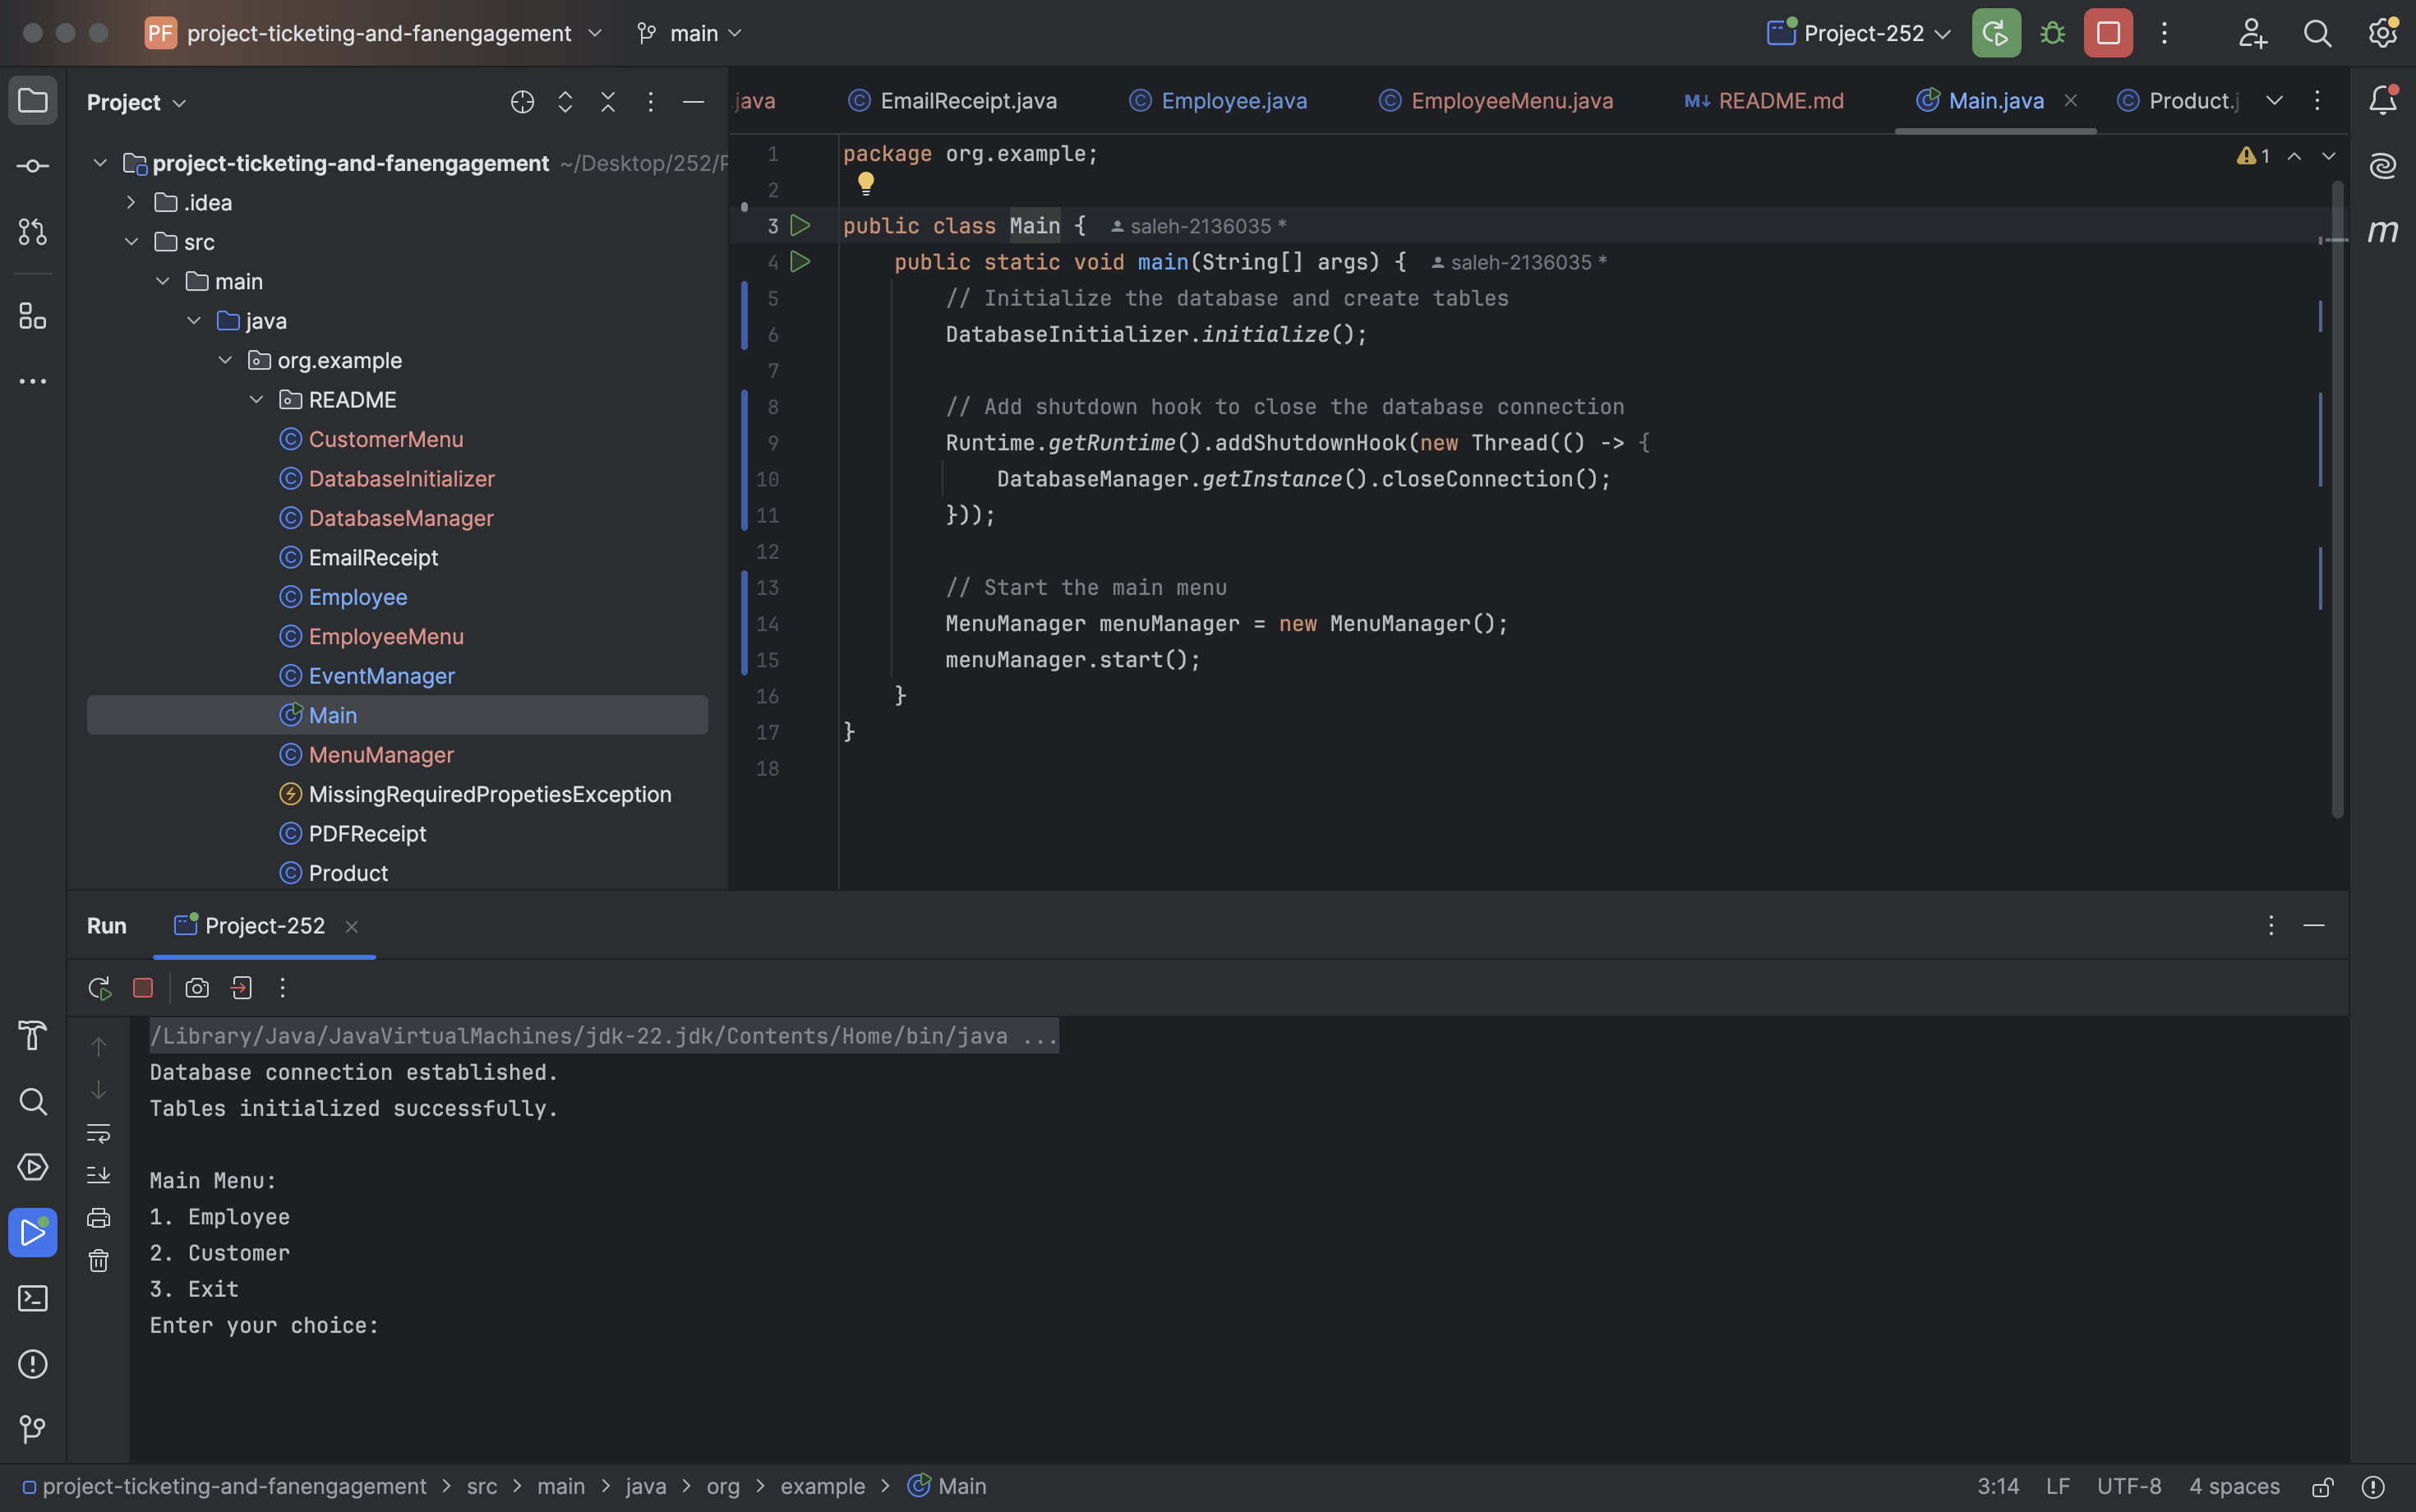 PF project-ticketing-and-fanengagement main Project-252
Project
java EmailReceipt.java Employee.java EmployeeMenu.java M↓ README.md Main.java Product.j
project-ticketing-and-fanengagement ~/Desktop/252/P
.idea
src
main
java
org.example
README
CustomerMenu
DatabaseInitializer
DatabaseManager
EmailReceipt
Employee
EmployeeMenu
EventManager
Main
MenuManager
MissingRequiredPropetiesException
PDFReceipt
Product
1 package org.example;
2
3 public class Main { saleh-2136035 *
4 public static void main(String[] args) { saleh-2136035 *
5 // Initialize the database and create tables
6 DatabaseInitializer.initialize();
7
8 // Add shutdown hook to close the database connection
9 Runtime.getRuntime().addShutdownHook(new Thread(() -> {
10 DatabaseManager.getInstance().closeConnection();
11 }));
12
13 // Start the main menu
14 MenuManager menuManager = new MenuManager();
15 menuManager.start();
16 }
17 }
18
1
m
Run Project-252
/Library/Java/JavaVirtualMachines/jdk-22.jdk/Contents/Home/bin/java ...
Database connection established.
Tables initialized successfully.
Main Menu:
1. Employee
2. Customer
3. Exit
Enter your choice:
project-ticketing-and-fanengagement > src > main > java > org > example > Main 3:14 LF UTF-8 4 spaces